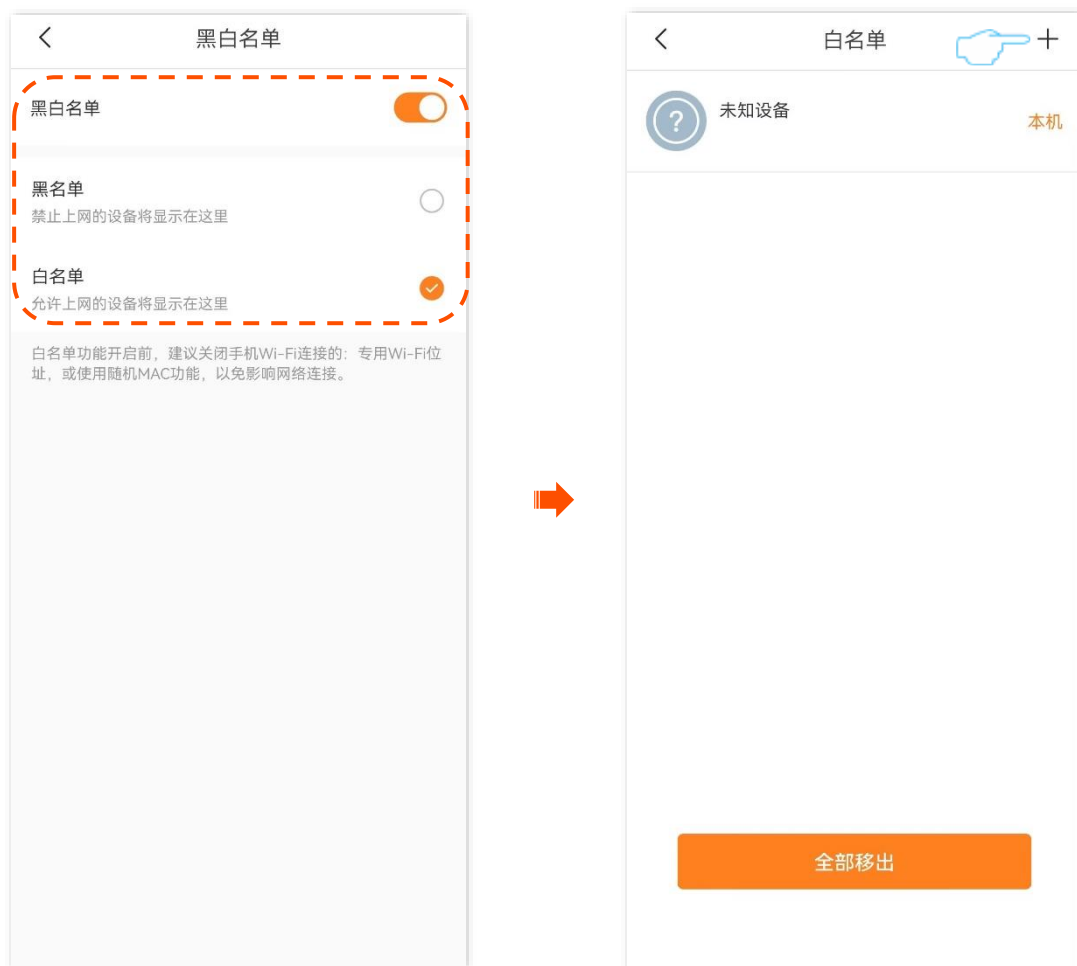 黑白名单
黑白名单
黑名单
禁止上网的设备将显示在这里
白名单
允许上网的设备将显示在这里
白名单功能开启前，建议关闭手机Wi-Fi连接的：专用Wi-Fi位
址，或使用随机MAC功能，以免影响网络连接。
白名单
未知设备
本机
全部移出